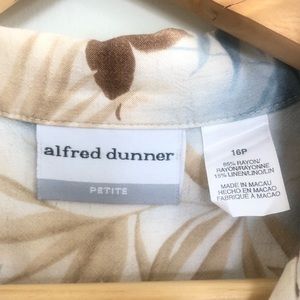 alfred dunner
PETITE
16P
85% RAYON/
RAYON/RAYONNE
15% LINEN/LINO/LIN
MADE IN MACAU
HECHO EN MACAO
FABRIQUÉ À MACAO